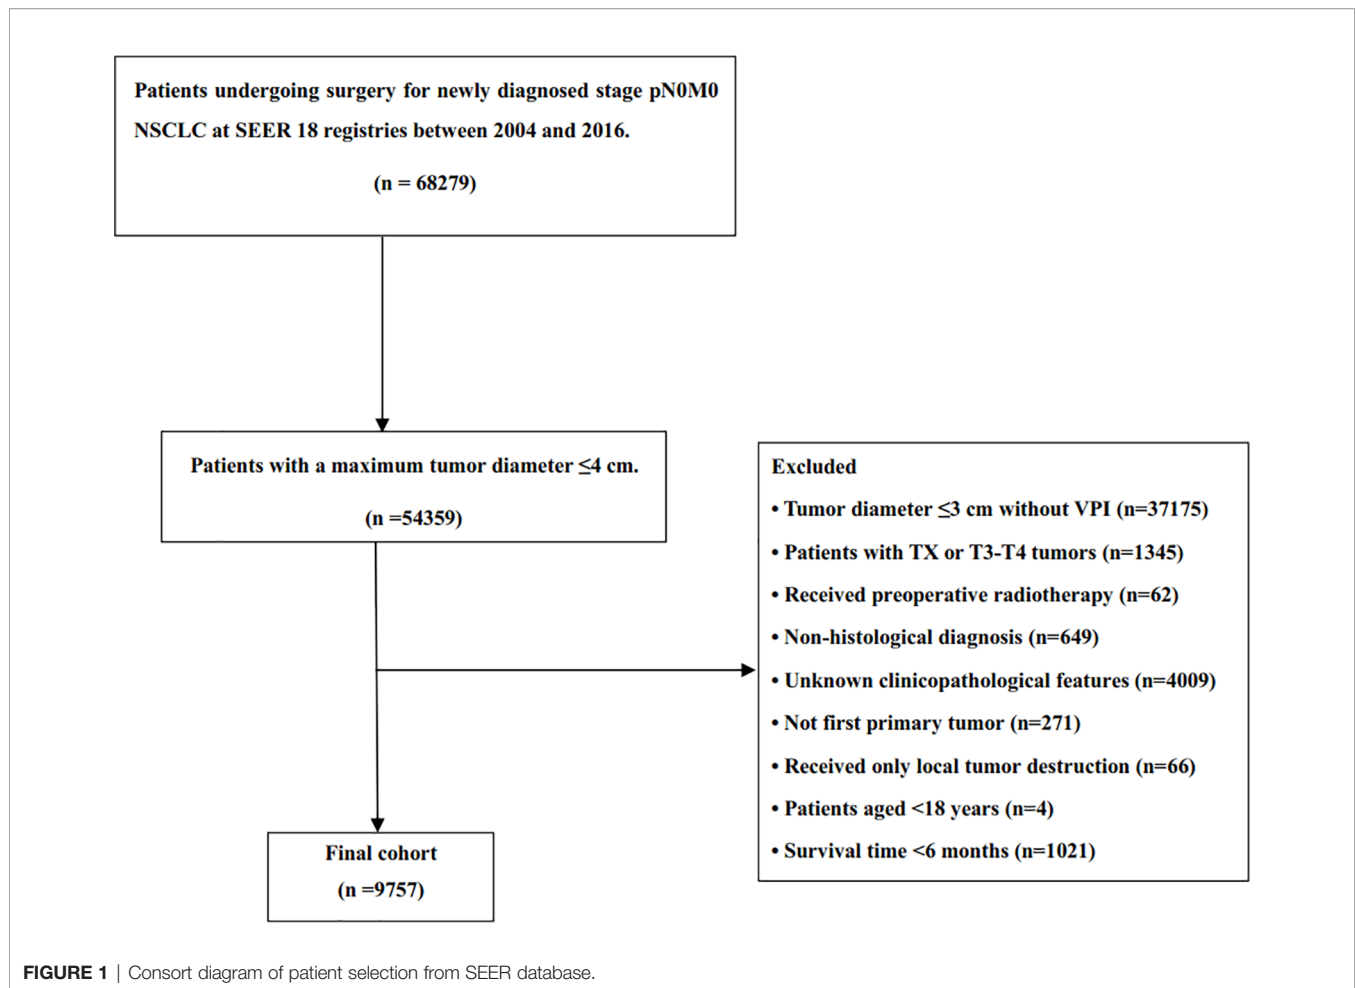 Patients undergoing surgery for newly diagnosed stage pN0M0
NSCLC at SEER 18 registries between 2004 and 2016.
(n = 68279)
Patients with a maximum tumor diameter ≤4 cm.
(n =54359)
Excluded
• Tumor diameter ≤3 cm without VPI (n=37175)
• Patients with TX or T3-T4 tumors (n=1345)
• Received preoperative radiotherapy (n=62)
• Non-histological diagnosis (n=649)
• Unknown clinicopathological features (n=4009)
• Not first primary tumor (n=271)
• Received only local tumor destruction (n=66)
• Patients aged <18 years (n=4)
• Survival time <6 months (n=1021)
Final cohort
(n =9757)
FIGURE 1 | Consort diagram of patient selection from SEER database.